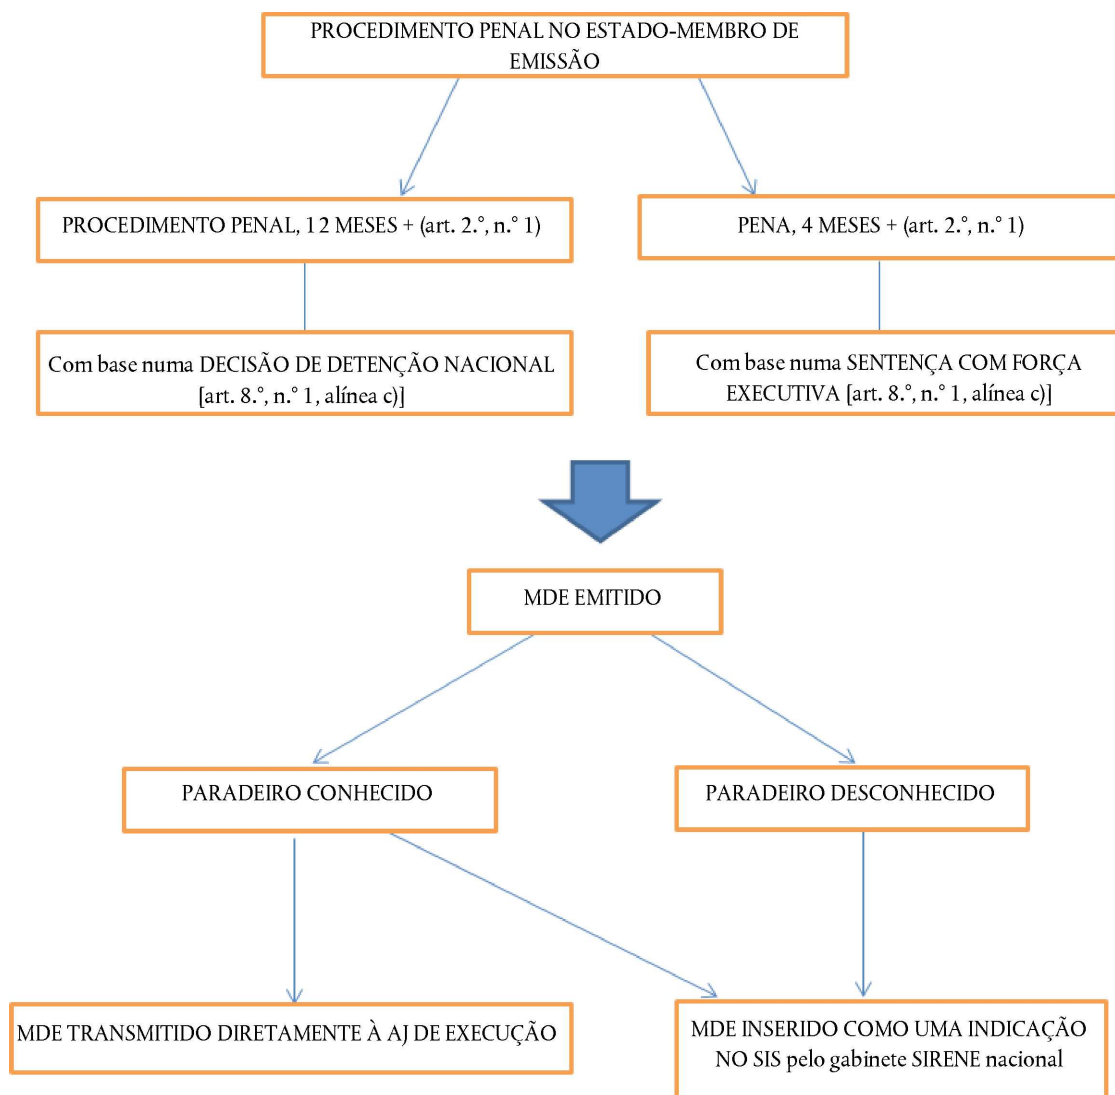 PROCEDIMENTO PENAL NO ESTADO-MEMBRO DE
EMISSÃO
PROCEDIMENTO PENAL, 12 MESES + (art. 2.°, n.° 1)
PENA, 4 MESES + (art. 2.°, n.° 1)
Com base numa DECISÃO DE DETENÇÃO NACIONAL
[art. 8.°, n.° 1, alínea c)]
Com base numa SENTENÇA COM FORÇA
EXECUTIVA [art. 8.°, n.° 1, alínea c)]
MDE EMITIDO
PARADEIRO CONHECIDO
PARADEIRO DESCONHECIDO
MDE TRANSMITIDO DIRETAMENTE À AJ DE EXECUÇÃO
MDE INSERIDO COMO UMA INDICAÇÃO
NO SIS pelo gabinete SIRENE nacional